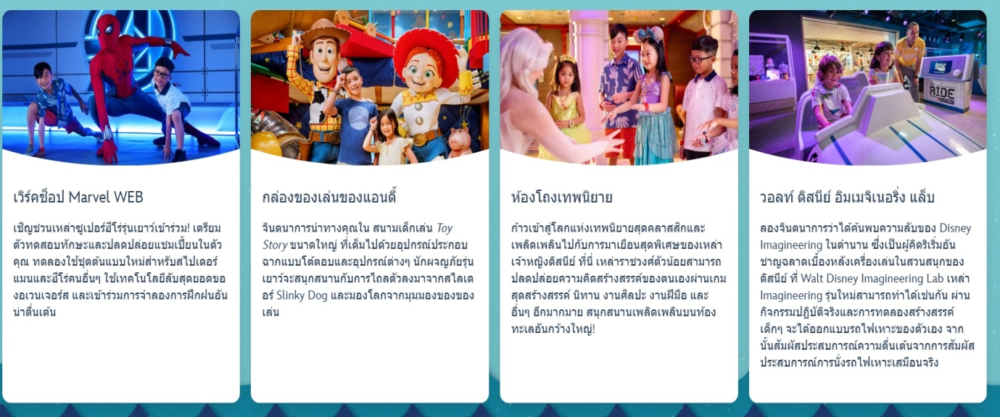 เวิร์คช็อป Marvel WEB
เชิญชวนเหล่าซูเปอร์ฮีโร่รุ่นเยาว์เข้าร่วม! เตรียม
ตัวทดสอบทักษะและปลดปล่อยแชมเปี้ยนในตัว
คุณ ทดลองใช้ชุดต้นแบบใหม่สำหรับสไปเดอร์
แมนและฮีโร่คนอื่นๆ ใช้เทคโนโลยีลับสุดยอดขอ
งอเวนเจอร์ส และเข้าร่วมการจำลองการฝึกฝนอัน
น่าตื่นเต้น
กล่องของเล่นของแอนดี้
จินตนาการนำทางคุณใน สนามเด็กเล่น Toy
Story ขนาดใหญ่ ที่เต็มไปด้วยอุปกรณ์ประกอบ
ฉากแบบโต้ตอบและอุปกรณ์ต่างๆ นักผจญภัยรุ่น
เยาว์จะสนุกสนานกับการไถลตัวลงมาจากสไลเด
อร์ Slinky Dog และมองโลกจากมุมมองของของ
เล่น
ห้องโถงเทพนิยาย
ก้าวเข้าสู่โลกแห่งเทพนิยายสุดคลาสสิกและ
เพลิดเพลินไปกับการมาเยือนสุดพิเศษของเหล่า
เจ้าหญิงดิสนีย์ ที่นี่ เหล่าราชวงศ์ตัวน้อยสามารถ
ปลดปล่อยความคิดสร้างสรรค์ของตนเองผ่านเกม
สุดสร้างสรรค์ นิทาน งานศิลปะ งานฝีมือ และ
อื่นๆ อีกมากมาย สนุกสนานเพลิดเพลินบนท้อง
ทะเลอันกว้างใหญ่!
RIDE
RIDE
วอลท์ ดิสนีย์ อิมเมจิเนอริ่ง แล็บ
ลองจินตนาการว่าได้ค้นพบความลับของ Disney
Imagineering ในตำนาน ซึ่งเป็นผู้คิดริเริ่มอัน
ชาญฉลาดเบื้องหลังเครื่องเล่นในสวนสนุกของ
ดิสนีย์ ที่ Walt Disney Imagineering Lab เหล่า
Imagineering รุ่นใหม่สามารถทำได้เช่นกัน ผ่าน
กิจกรรมปฏิบัติจริงและการทดลองสร้างสรรค์
เด็กๆ จะได้ออกแบบรถไฟเหาะของตัวเอง จาก
นั้นสัมผัสประสบการณ์ความตื่นเต้นจากการสัมผัส
ประสบการณ์การนั่งรถไฟเหาะเสมือนจริง